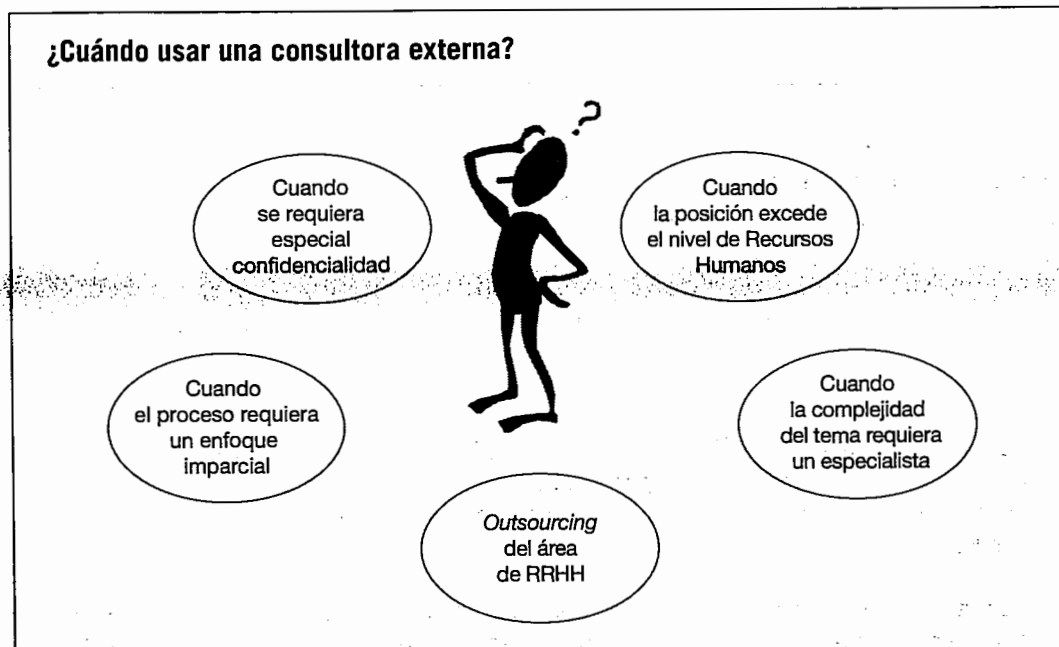 ¿Cuándo usar una consultora externa?
?
Cuando
se requiera
especial
confidencialidad
Cuando
la posición excede
el nivel de Recursos
Humanos
Cuando
el proceso requiera
un enfoque
imparcial
Cuando
la complejidad
del tema requiera
un especialista
Outsourcing
del área
de RRHH